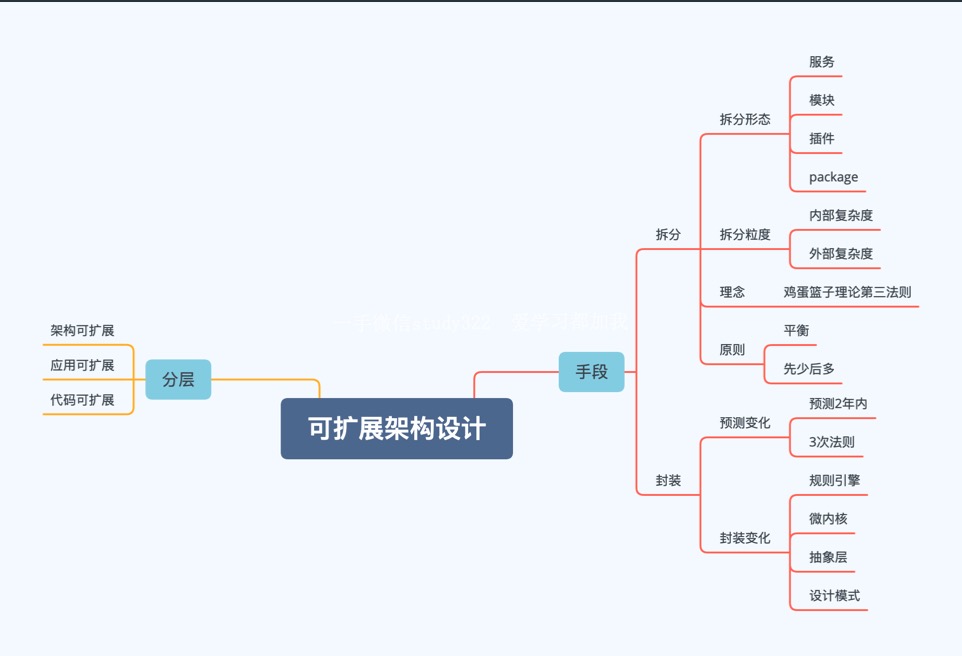 服务
模块
拆分形态
插件
package
内部复杂度
拆分 拆分粒度
外部复杂度
理念 鸡蛋篮子理论第三法则
架构可扩展
平衡
原则
应用可扩展
先少后多
分层
手段
代码可扩展
预测2年内
预测变化
可扩展架构设计
3次法则
封装
规则引擎
微内核
封装变化
抽象层
设计模式